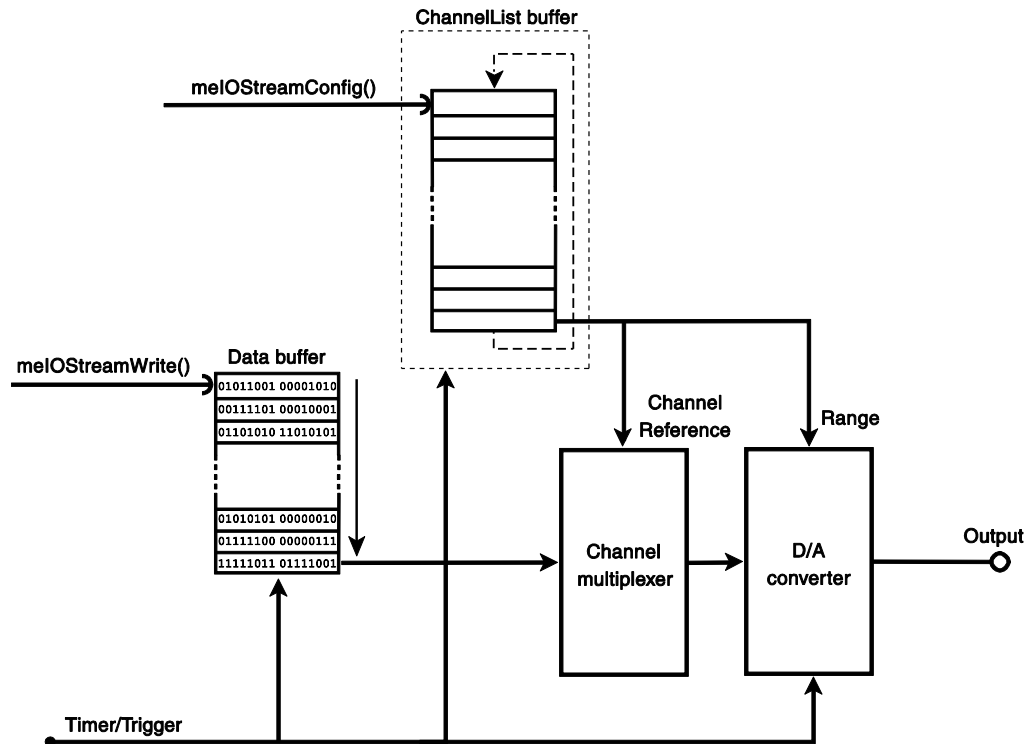 ChannelList buffer
meIOStreamConfig()
meIOStreamWrite()
Data buffer
01011001 00001010
00111101 00010001
01101010 11010101
01010101 00000010
01111100 00000111
11111011 01111001
Channel
Reference
Range
Channel
multiplexer
D/A
converter
Output
Timer/Trigger